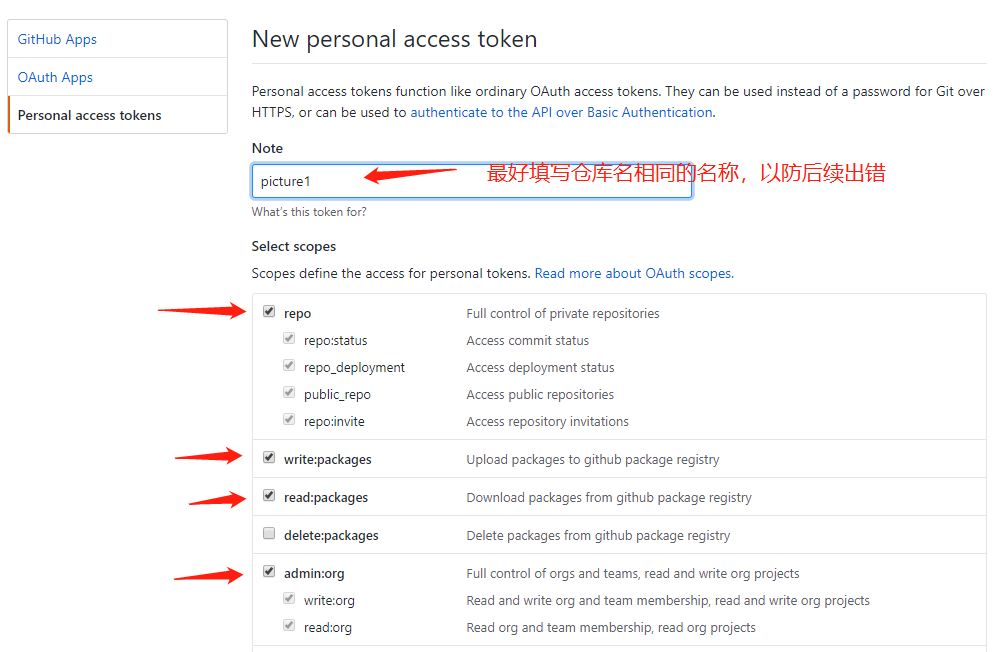 GitHub Apps
OAuth Apps
Personal access tokens
New personal access token
Personal access tokens function like ordinary OAuth access tokens. They can be used instead of a password for Git over
HTTPS, or can be used to authenticate to the API over Basic Authentication.
Note
picture1
最好填写仓库名相同的名称，以防后续出错
What's this token for?
Select scopes
Scopes define the access for personal tokens. Read more about OAuth scopes.
repo Full control of private repositories
repo:status Access commit status
repo_deployment Access deployment status
public_repo Access public repositories
repo:invite Access repository invitations
write:packages Upload packages to github package registry
read:packages Download packages from github package registry
delete:packages Delete packages from github package registry
admin:org Full control of orgs and teams, read and write org projects
write:org Read and write org and team membership, read and write org projects
read:org Read org and team membership, read org projects